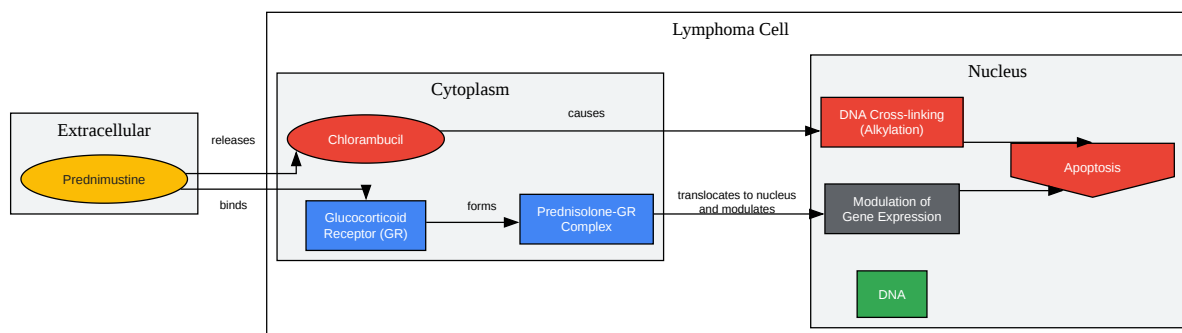 Lymphoma Cell
Extracellular
Prednimustine
releases
binds
Cytoplasm
Chlorambucil
causes
Glucocorticoid
Receptor (GR)
forms
Prednisolone-GR
Complex
translocates to nucleus
and modulates
Nucleus
DNA Cross-linking
(Alkylation)
Apoptosis
Modulation of
Gene Expression
DNA